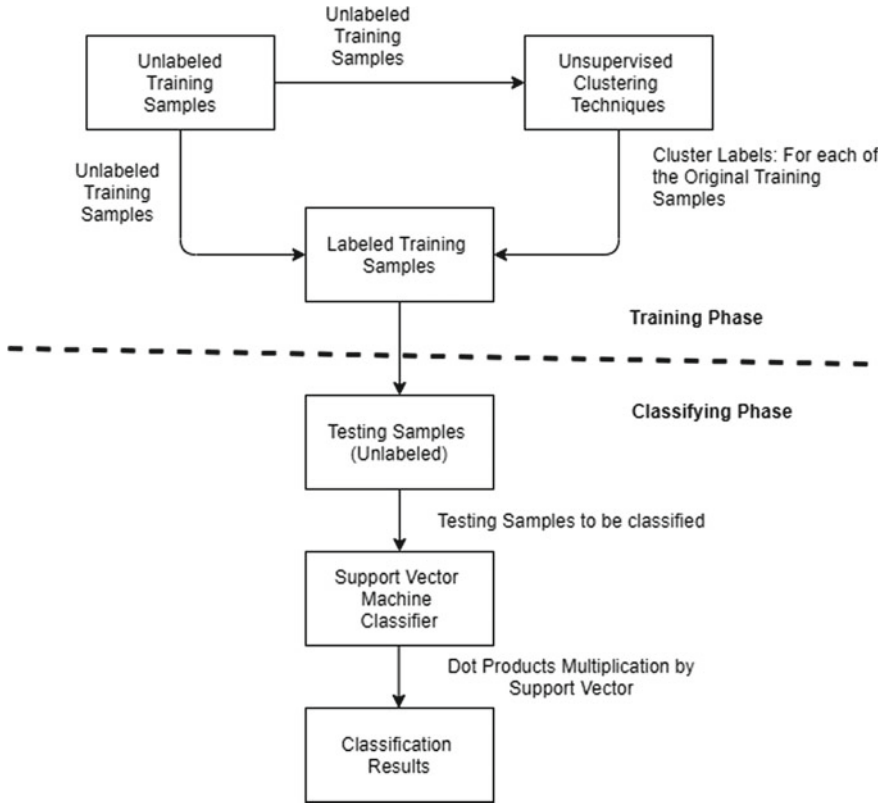 Unlabeled
Training
Samples
Unlabeled
Training
Samples
Unsupervised
Clustering
Techniques
Unlabeled
Training
Samples
Cluster Labels: For each of
the Original Training
Samples
Labeled Training
Samples
Training Phase
Classifying Phase
Testing Samples
(Unlabeled)
Testing Samples to be classified
Support Vector
Machine
Classifier
Dot Products Multiplication by
Support Vector
Classification
Results